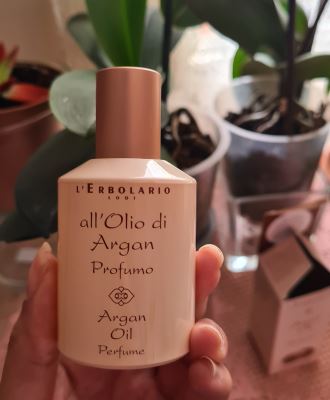 L'ERBOLARIO
LODI
all'Olio di
Argan
Profumo
Argan
Oil
Perfume